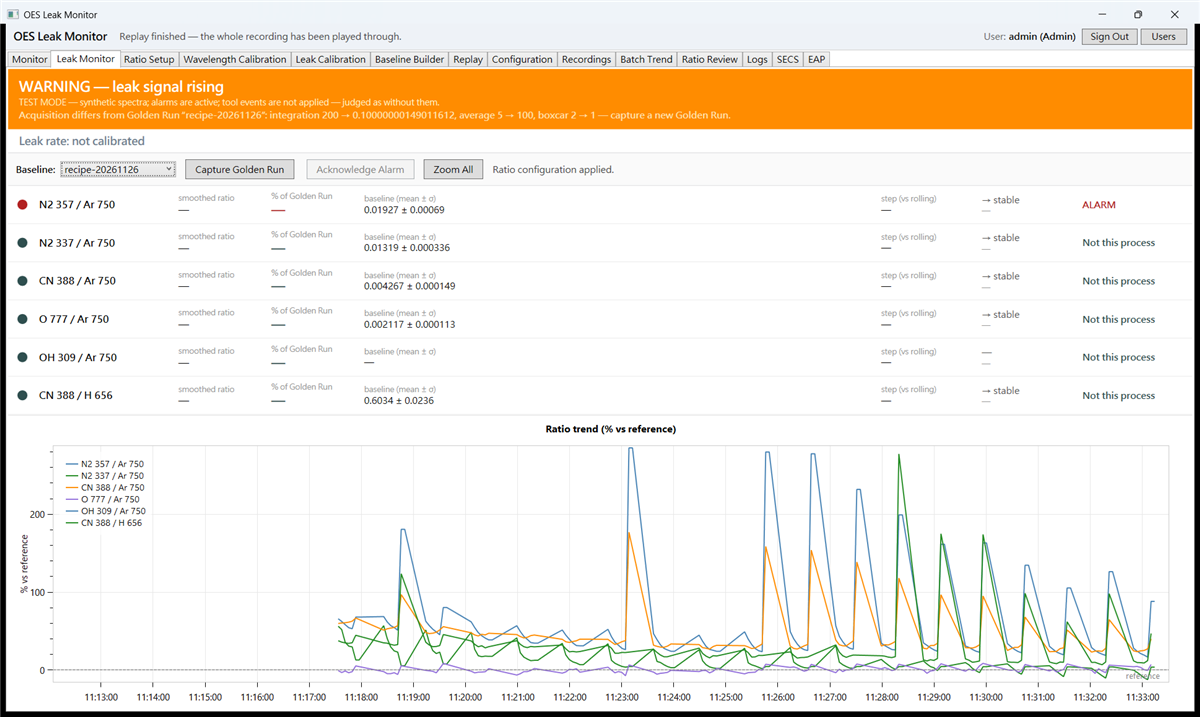 OES Leak Monitor
OES Leak Monitor Replay finished — the whole recording has been played through. User: admin (Admin) Sign Out Users
Monitor Leak Monitor Ratio Setup Wavelength Calibration Leak Calibration Baseline Builder Replay Configuration Recordings Batch Trend Ratio Review Logs SECS EAP
WARNING — leak signal rising
TEST MODE — synthetic spectra; alarms are active; tool events are not applied — judged as without them.
Acquisition differs from Golden Run "recipe-20261126": integration 200 → 0.10000000149011612, average 5 → 100, boxcar 2 → 1 — capture a new Golden Run.
Leak rate: not calibrated
Baseline: recipe-20261126 Capture Golden Run Acknowledge Alarm Zoom All Ratio configuration applied.
N2 357 / Ar 750 smoothed ratio — % of Golden Run — baseline (mean ± σ) 0.01927 ± 0.00069 step (vs rolling) — → stable — ALARM
N2 337 / Ar 750 smoothed ratio — % of Golden Run — baseline (mean ± σ) 0.01319 ± 0.000336 step (vs rolling) — → stable — Not this process
CN 388 / Ar 750 smoothed ratio — % of Golden Run — baseline (mean ± σ) 0.004267 ± 0.000149 step (vs rolling) — → stable — Not this process
O 777 / Ar 750 smoothed ratio — % of Golden Run — baseline (mean ± σ) 0.002117 ± 0.000113 step (vs rolling) — → stable — Not this process
OH 309 / Ar 750 smoothed ratio — % of Golden Run — baseline (mean ± σ) — step (vs rolling) — — — Not this process
CN 388 / H 656 smoothed ratio — % of Golden Run — baseline (mean ± σ) 0.6034 ± 0.0236 step (vs rolling) — → stable — Not this process
Ratio trend (% vs reference)
N2 357 / Ar 750
N2 337 / Ar 750
CN 388 / Ar 750
O 777 / Ar 750
OH 309 / Ar 750
CN 388 / H 656
% vs reference
200
100
0
reference
11:13:00 11:14:00 11:15:00 11:16:00 11:17:00 11:18:00 11:19:00 11:20:00 11:21:00 11:22:00 11:23:00 11:24:00 11:25:00 11:26:00 11:27:00 11:28:00 11:29:00 11:30:00 11:31:00 11:32:00 11:33:00